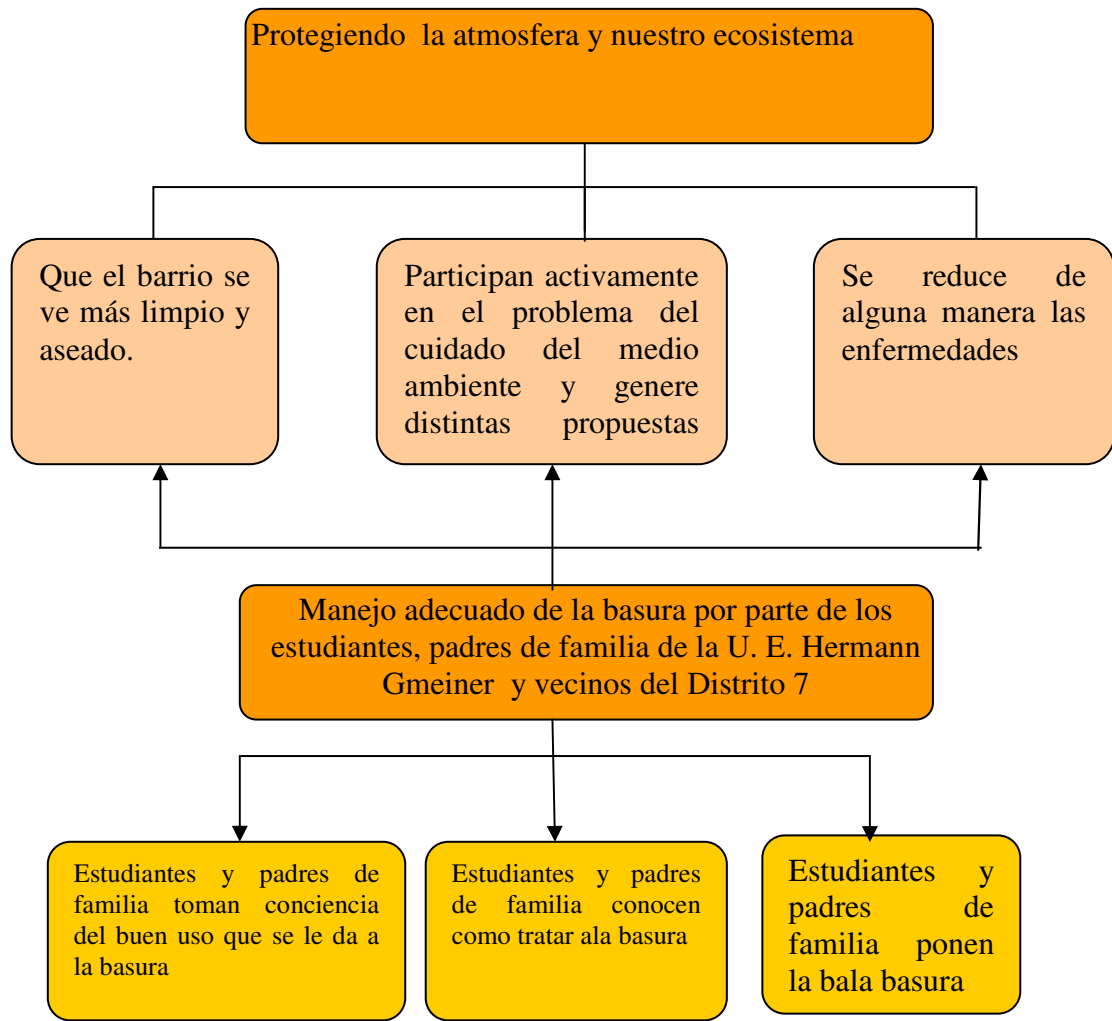 Protegiendo la atmosfera y nuestro ecosistema
Que el barrio se
ve más limpio y
aseado.
Participan activamente
en el problema del
cuidado del medio
ambiente y genere
distintas propuestas
Se reduce de
alguna manera las
enfermedades
Manejo adecuado de la basura por parte de los
estudiantes, padres de familia de la U. E. Hermann
Gmeiner y vecinos del Distrito 7
Estudiantes y padres de
familia toman conciencia
del buen uso que se le da a
la basura
Estudiantes y padres
de familia conocen
como tratar ala basura
Estudiantes y
padres de
familia ponen
la bala basura